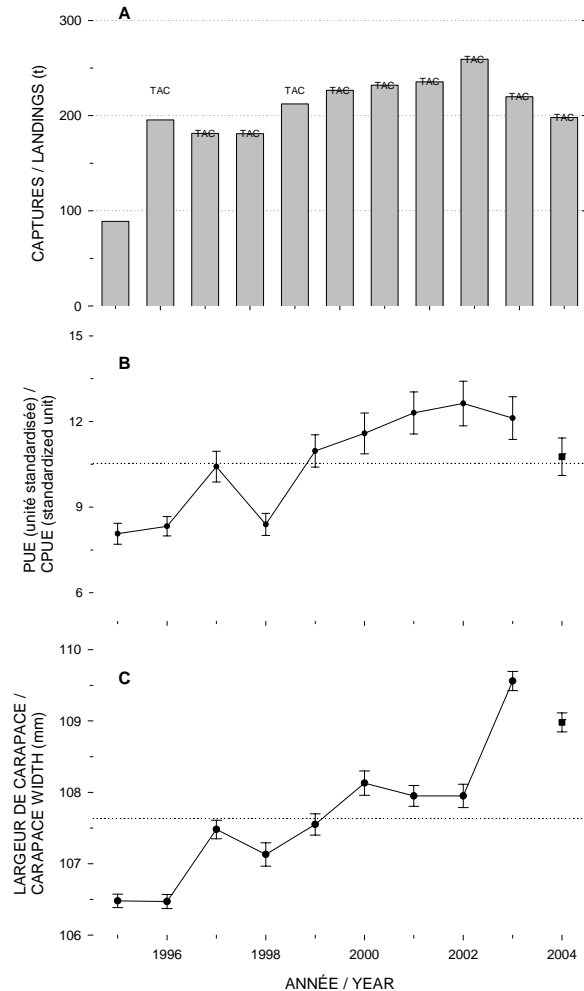 A
CAPTURES / LANDINGS (t)
300
200
100
0
TAC
TAC
TAC
TAC
TAC
TAC
TAC
TAC
TAC
TAC
B
PUE (unité standardisée) /
CPUE (standardized unit)
15
12
9
6
C
LARGEUR DE CARAPACE /
CARAPACE WIDTH (mm)
110
109
108
107
106
1996 1998 2000 2002 2004
ANNÉE / YEAR